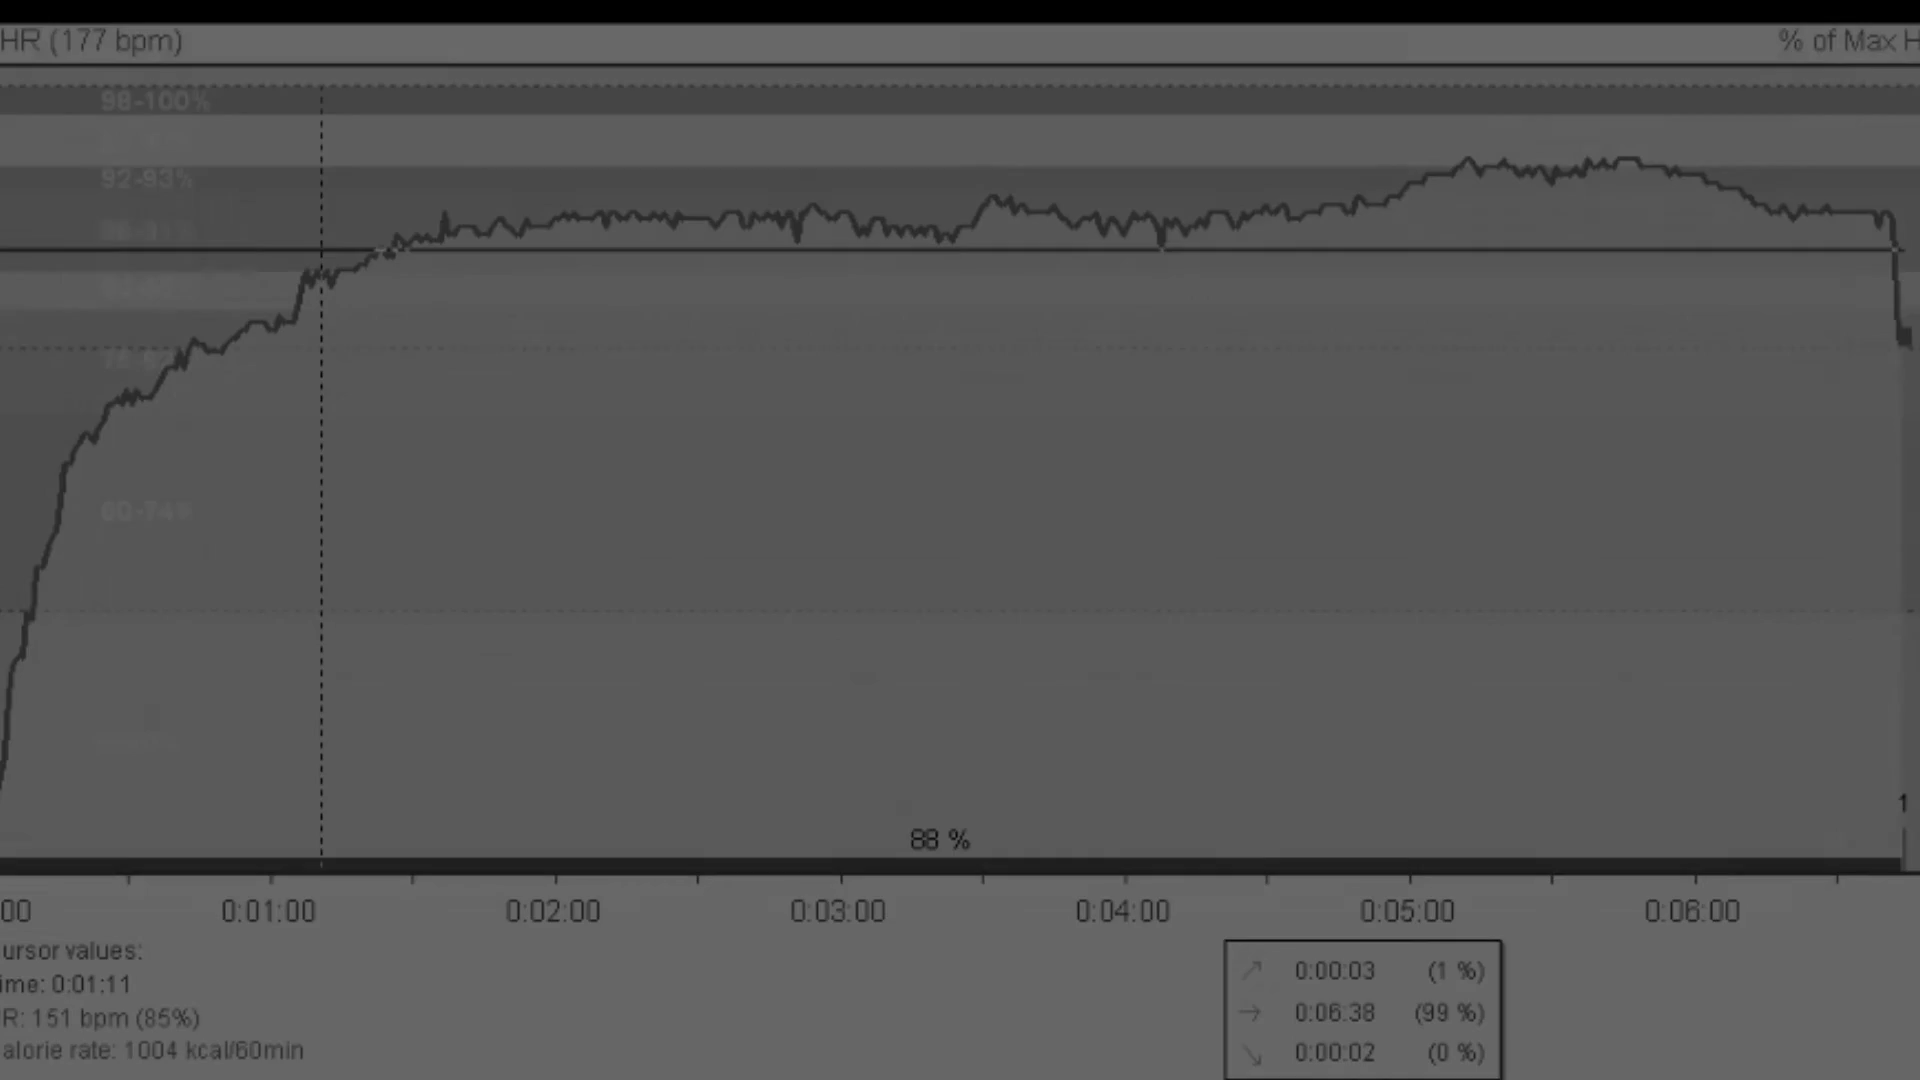 HR (177 bpm)
% of Max H
98-100%
92-93%
60-74%
88 %
1
00
0:01:00
0:02:00
0:03:00
0:04:00
0:05:00
0:06:00
ursor values:
ime: 0:01:11
R: 151 bpm (85%)
alorie rate: 1004 kcal/60min
↗ 0:00:03 (1 %)
→ 0:06:38 (99 %)
↘ 0:00:02 (0 %)